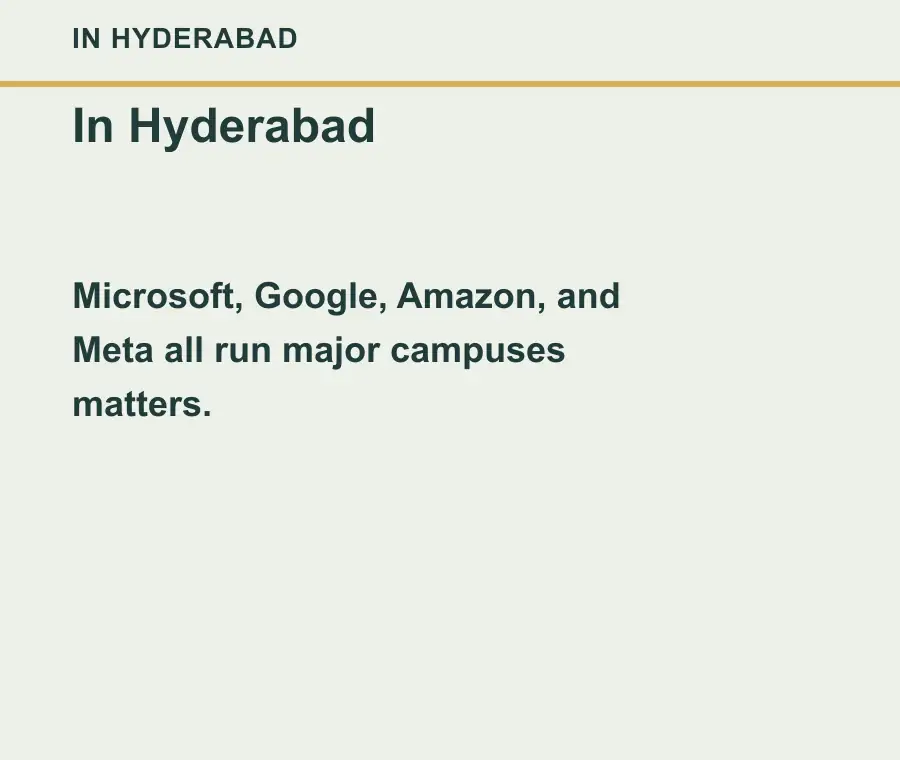 IN HYDERABAD
In Hyderabad
Microsoft, Google, Amazon, and
Meta all run major campuses
matters.